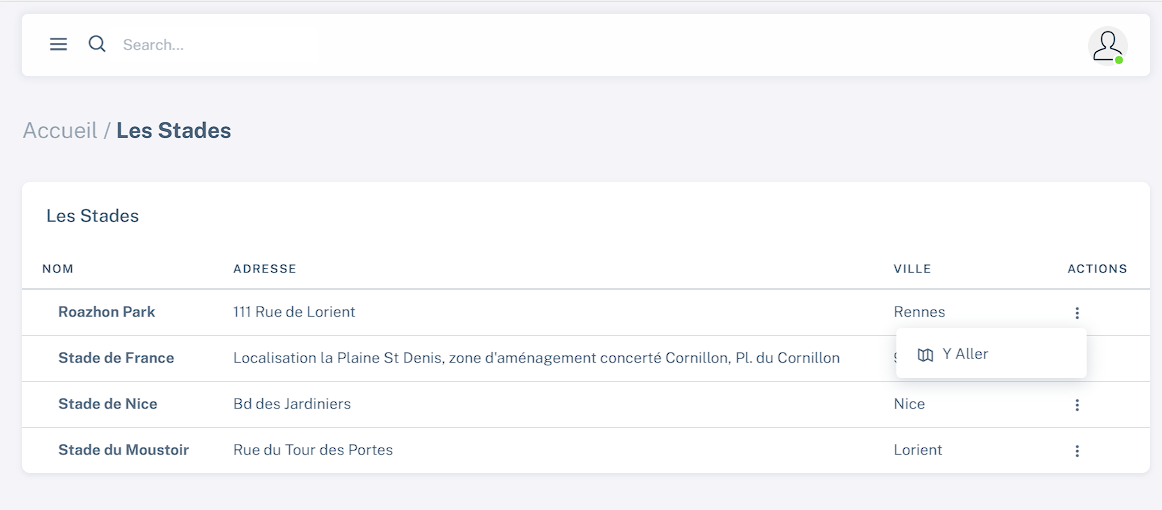 Search...
Accueil / Les Stades
Les Stades
NOM ADRESSE VILLE ACTIONS
Roazhon Park 111 Rue de Lorient Rennes
Y Aller
Stade de France Localisation la Plaine St Denis, zone d'aménagement concerté Cornillon, Pl. du Cornillon
Stade de Nice Bd des Jardiniers Nice
Stade du Moustoir Rue du Tour des Portes Lorient